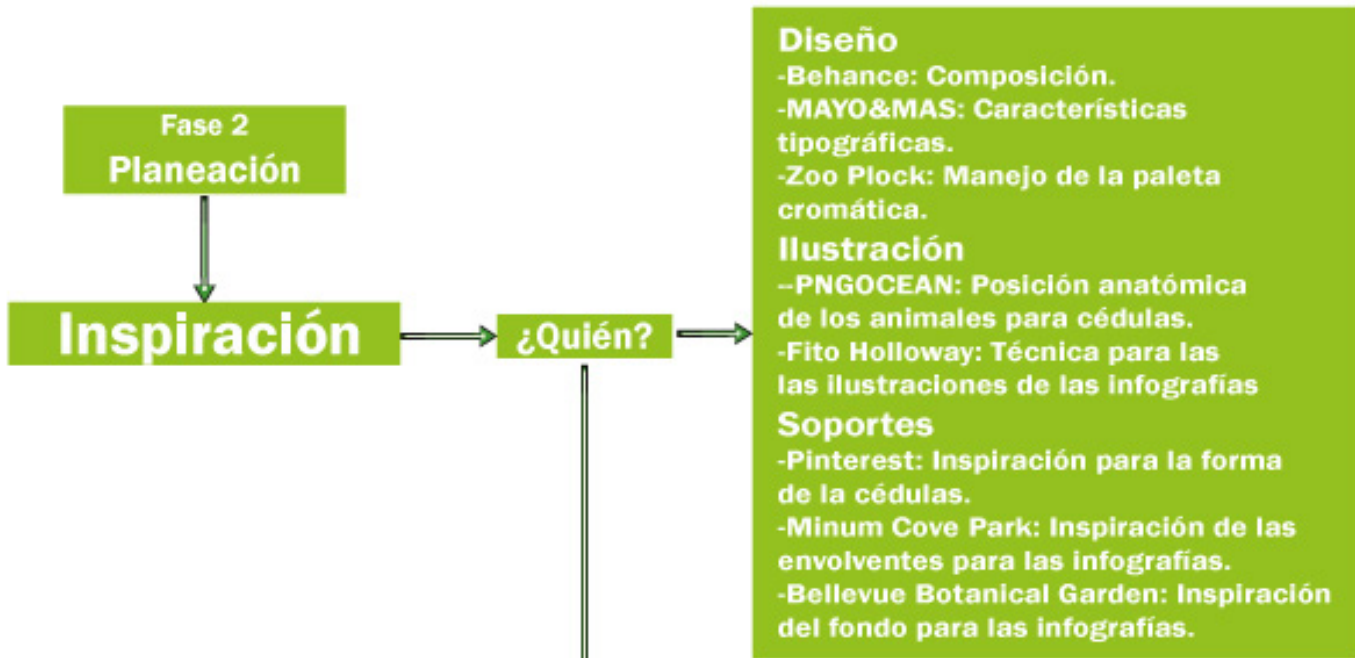 Fase 2
Planeación
Inspiración
¿Quién?
Diseño
-Behance: Composición.
-MAYO&MAS: Características
tipográficas.
-Zoo Plock: Manejo de la paleta
cromática.
Ilustración
--PNGOCEAN: Posición anatómica
de los animales para cédulas.
-Fito Holloway: Técnica para las
las ilustraciones de las infografías
Soportes
-Pinterest: Inspiración para la forma
de la cédulas.
-Minum Cove Park: Inspiración de las
envolventes para las infografías.
-Bellevue Botanical Garden: Inspiración
del fondo para las infografías.